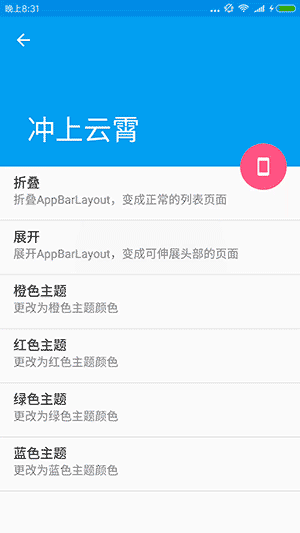 晚上8:31
冲上云霄
折叠
折叠AppBarLayout，变成正常的列表页面
展开
展开AppBarLayout，变成可伸展头部的页面
橙色主题
更改为橙色主题颜色
红色主题
更改为红色主题颜色
绿色主题
更改为绿色主题颜色
蓝色主题
更改为蓝色主题颜色